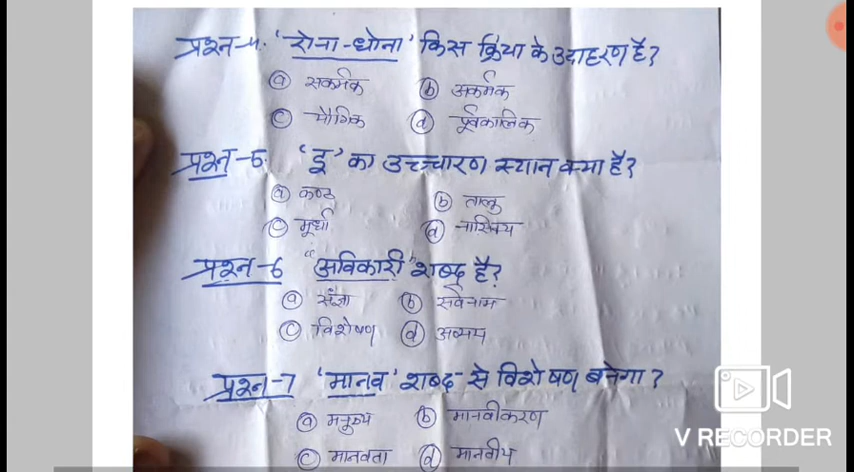 प्रश्न-4. 'रोना-धोना' किस क्रिया के उदाहरण है?
(a) सकर्मक (b) अकर्मक
(c) यौगिक (d) पूर्वकालिक
प्रश्न-5: 'इ' का उच्चारण स्थान क्या है?
(a) कण्ठ (b) तालु
(c) मूर्धा (d) नासिक्य
प्रश्न-6 "अविकारी" शब्द है?
(a) संज्ञा (b) सर्वनाम
(c) विशेषण (d) अव्यय
प्रश्न-7 'मानव' शब्द से विशेषण बनेगा?
(a) मनुष्य (b) मानवीकरण
(c) मानवता (d) मानवीय
V RECORDER